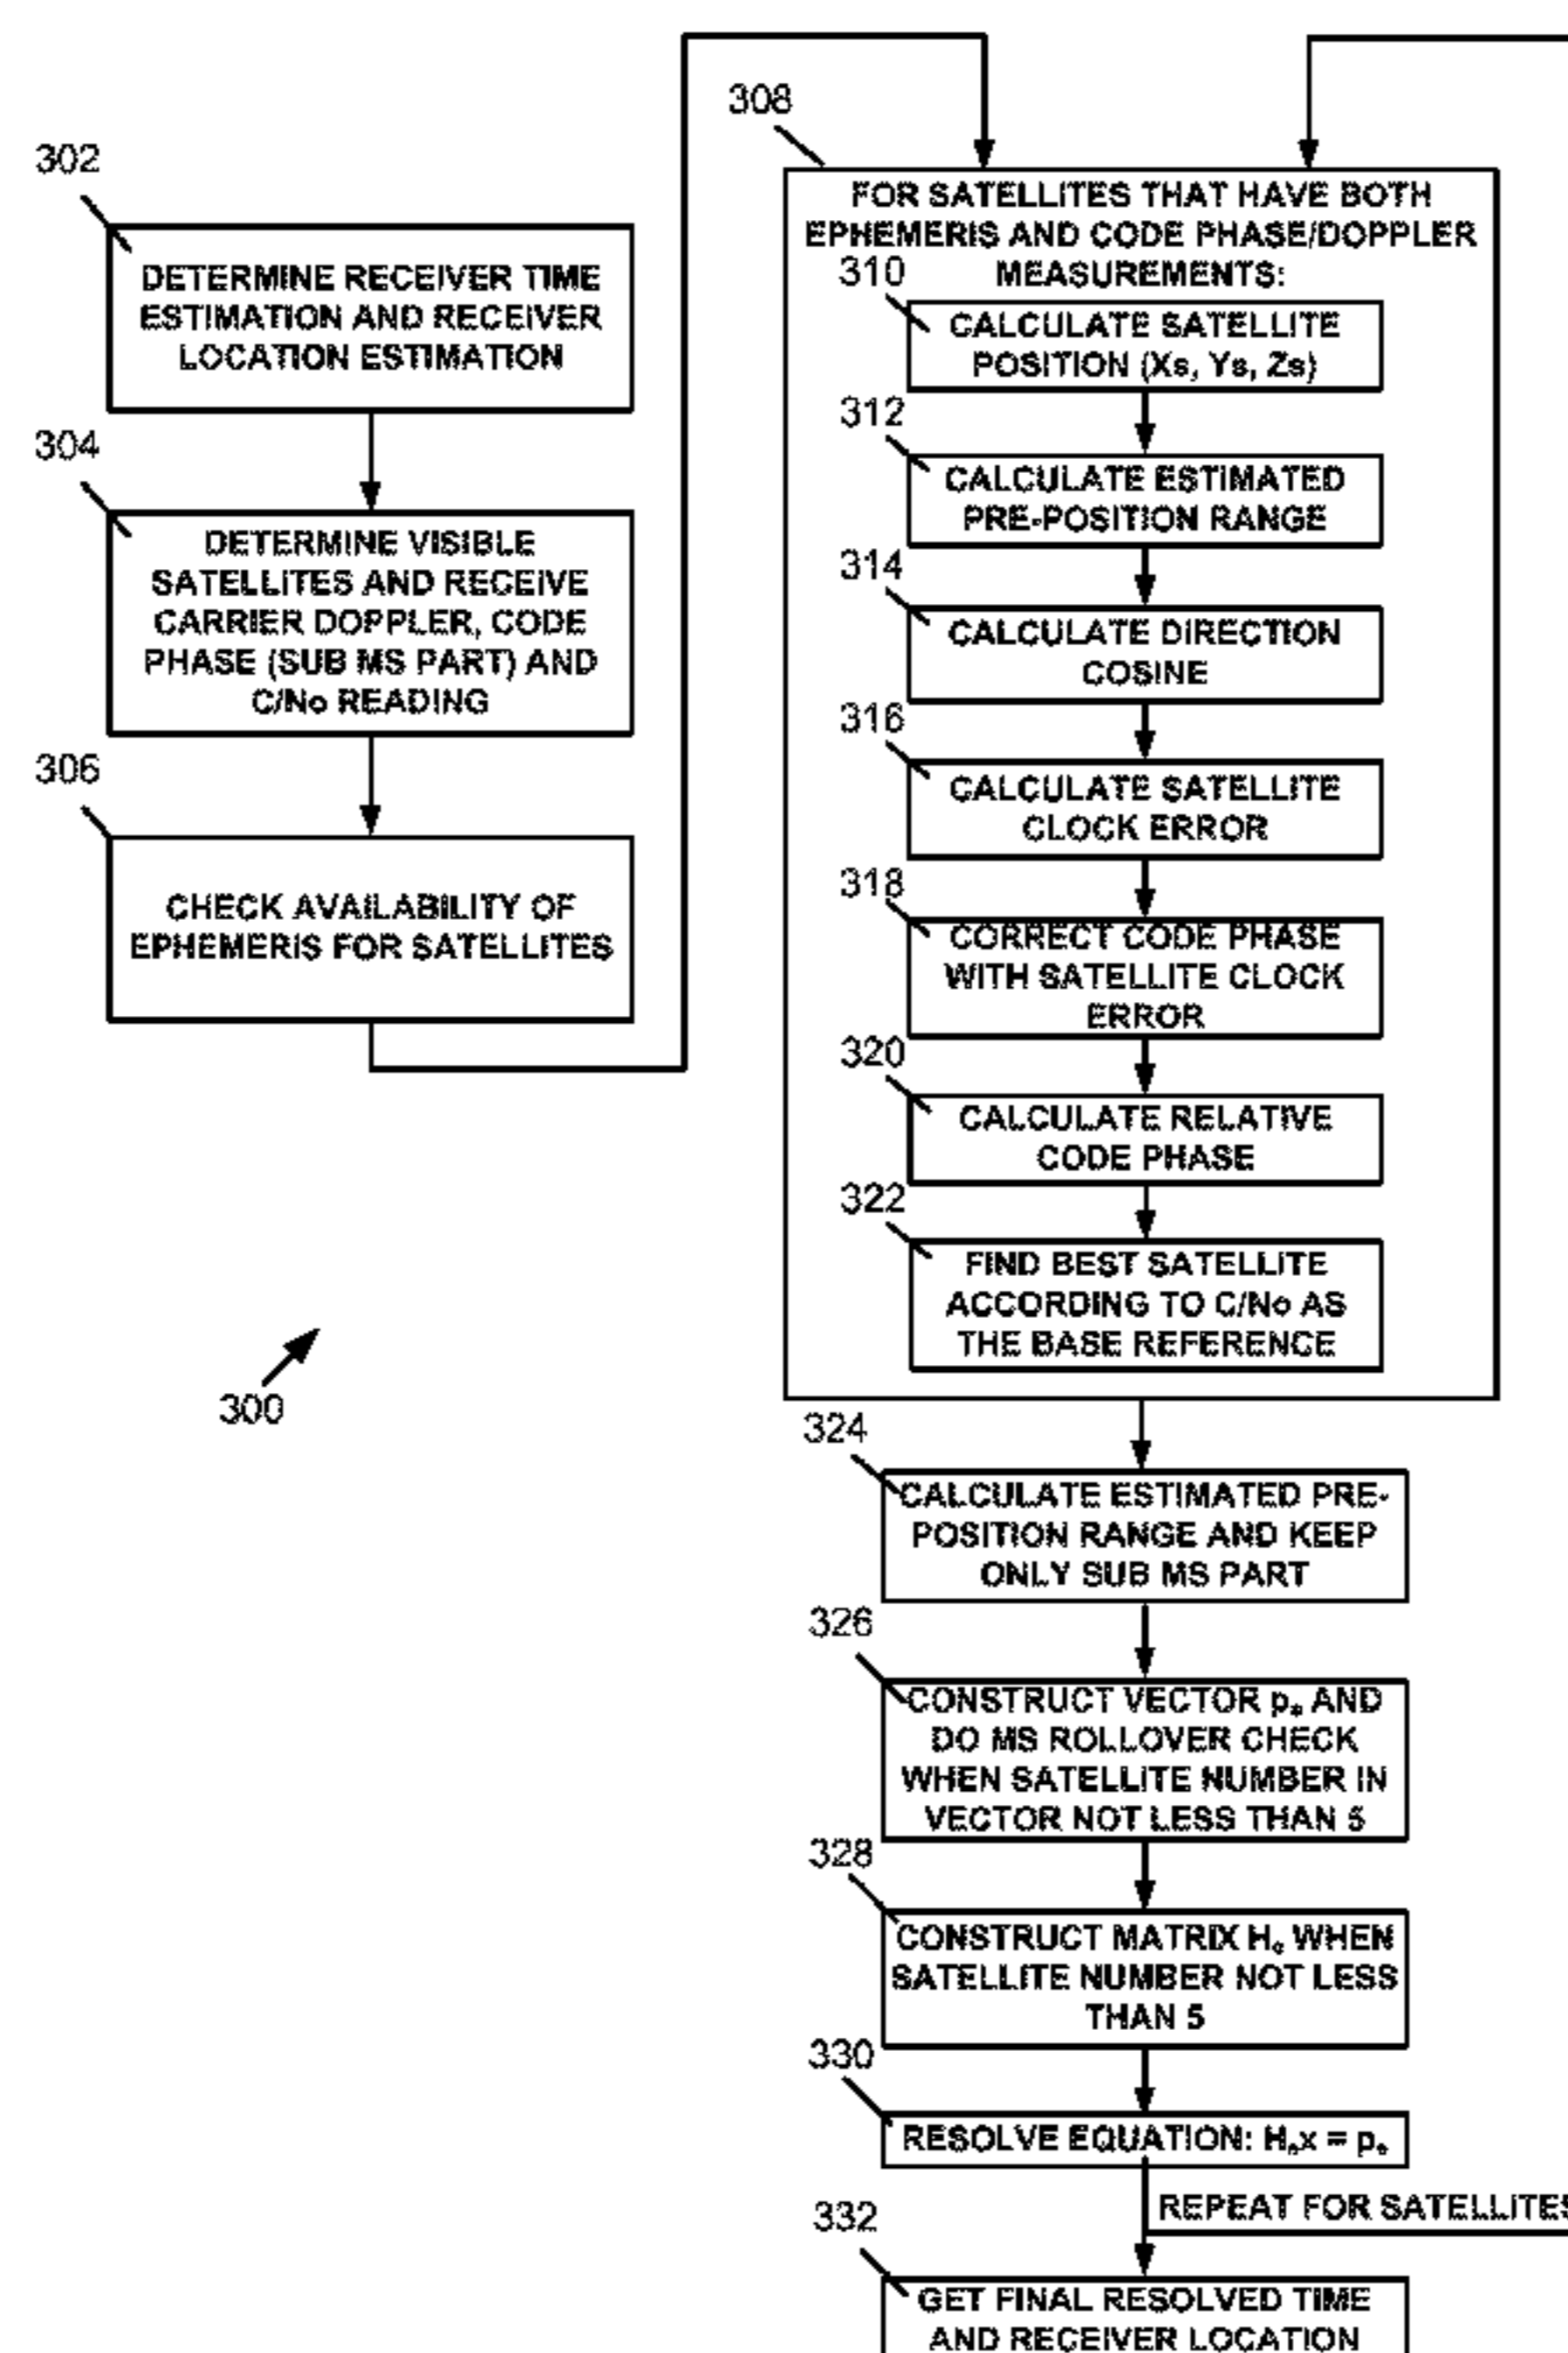 302
DETERMINE RECEIVER TIME
ESTIMATION AND RECEIVER
LOCATION ESTIMATION
304
DETERMINE VISIBLE
SATELLITES AND RECEIVE
CARRIER DOPPLER, CODE
PHASE (SUB MS PART) AND
C/No READING
306
CHECK AVAILABILITY OF
EPHEMERIS FOR SATELLITES
300
308
FOR SATELLITES THAT HAVE BOTH
EPHEMERIS AND CODE PHASE/DOPPLER
MEASUREMENTS:
310
CALCULATE SATELLITE
POSITION (Xs, Ys, Zs)
312
CALCULATE ESTIMATED
PRE-POSITION RANGE
314
CALCULATE DIRECTION
COSINE
316
CALCULATE SATELLITE
CLOCK ERROR
318
CORRECT CODE PHASE
WITH SATELLITE CLOCK
ERROR
320
CALCULATE RELATIVE
CODE PHASE
322
FIND BEST SATELLITE
ACCORDING TO C/No AS
THE BASE REFERENCE
324
CALCULATE ESTIMATED PRE-
POSITION RANGE AND KEEP
ONLY SUB MS PART
326
CONSTRUCT VECTOR AND
DO MS ROLLOVER CHECK
WHEN SATELLITE NUMBER IN
VECTOR NOT LESS THAN 5
328
CONSTRUCT MATRIX WHEN
SATELLITE NUMBER NOT LESS
THAN 5
330
RESOLVE EQUATION:
REPEAT FOR SATELLITES
332
GET FINAL RESOLVED TIME
AND RECEIVER LOCATION